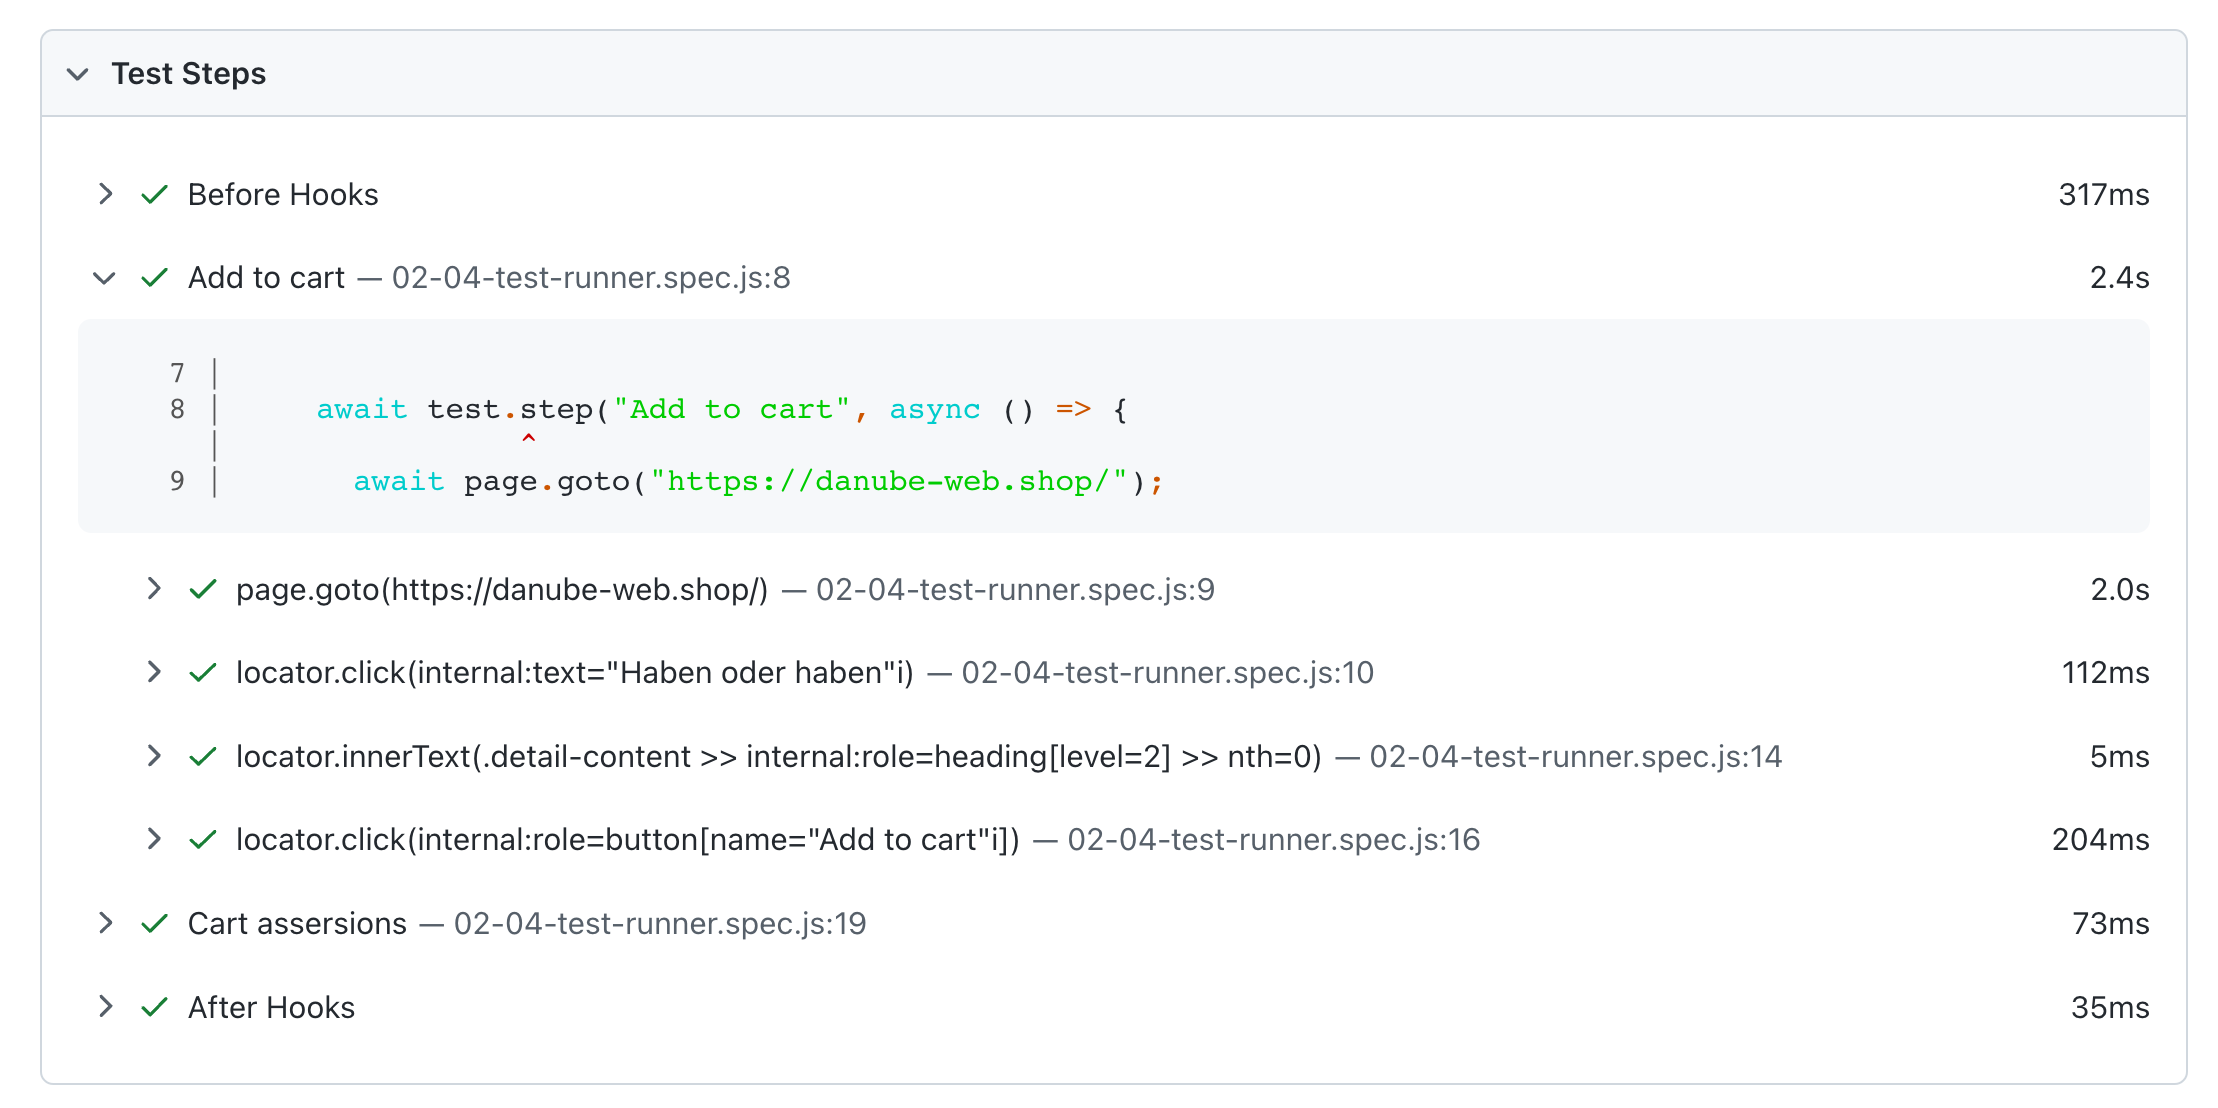 Test Steps
Before Hooks 317ms
Add to cart — 02-04-test-runner.spec.js:8 2.4s
7 |
8 |     await test.step("Add to cart", async () => {
|                ^
9 |       await page.goto("https://danube-web.shop/");
page.goto(https://danube-web.shop/) — 02-04-test-runner.spec.js:9 2.0s
locator.click(internal:text="Haben oder haben"i) — 02-04-test-runner.spec.js:10 112ms
locator.innerText(.detail-content >> internal:role=heading[level=2] >> nth=0) — 02-04-test-runner.spec.js:14 5ms
locator.click(internal:role=button[name="Add to cart"i]) — 02-04-test-runner.spec.js:16 204ms
Cart assersions — 02-04-test-runner.spec.js:19 73ms
After Hooks 35ms